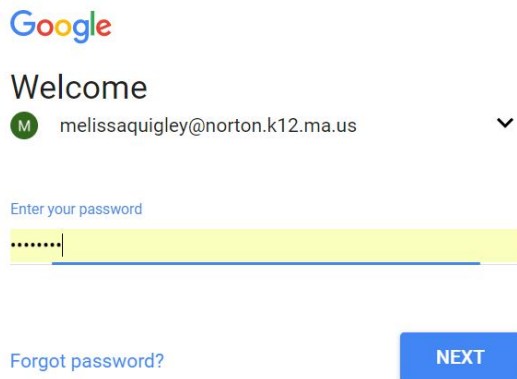 Google
Welcome
M melissaquigley@norton.k12.ma.us
Enter your password
••••••••
Forgot password? NEXT